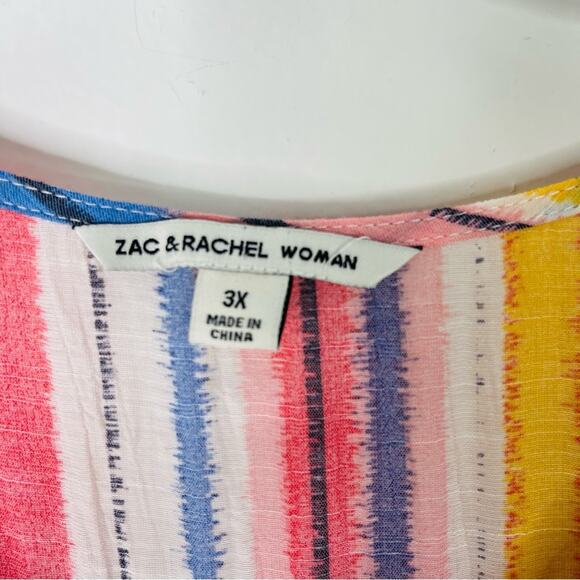 ZAC & RACHEL WOMAN
3X
MADE IN
CHINA